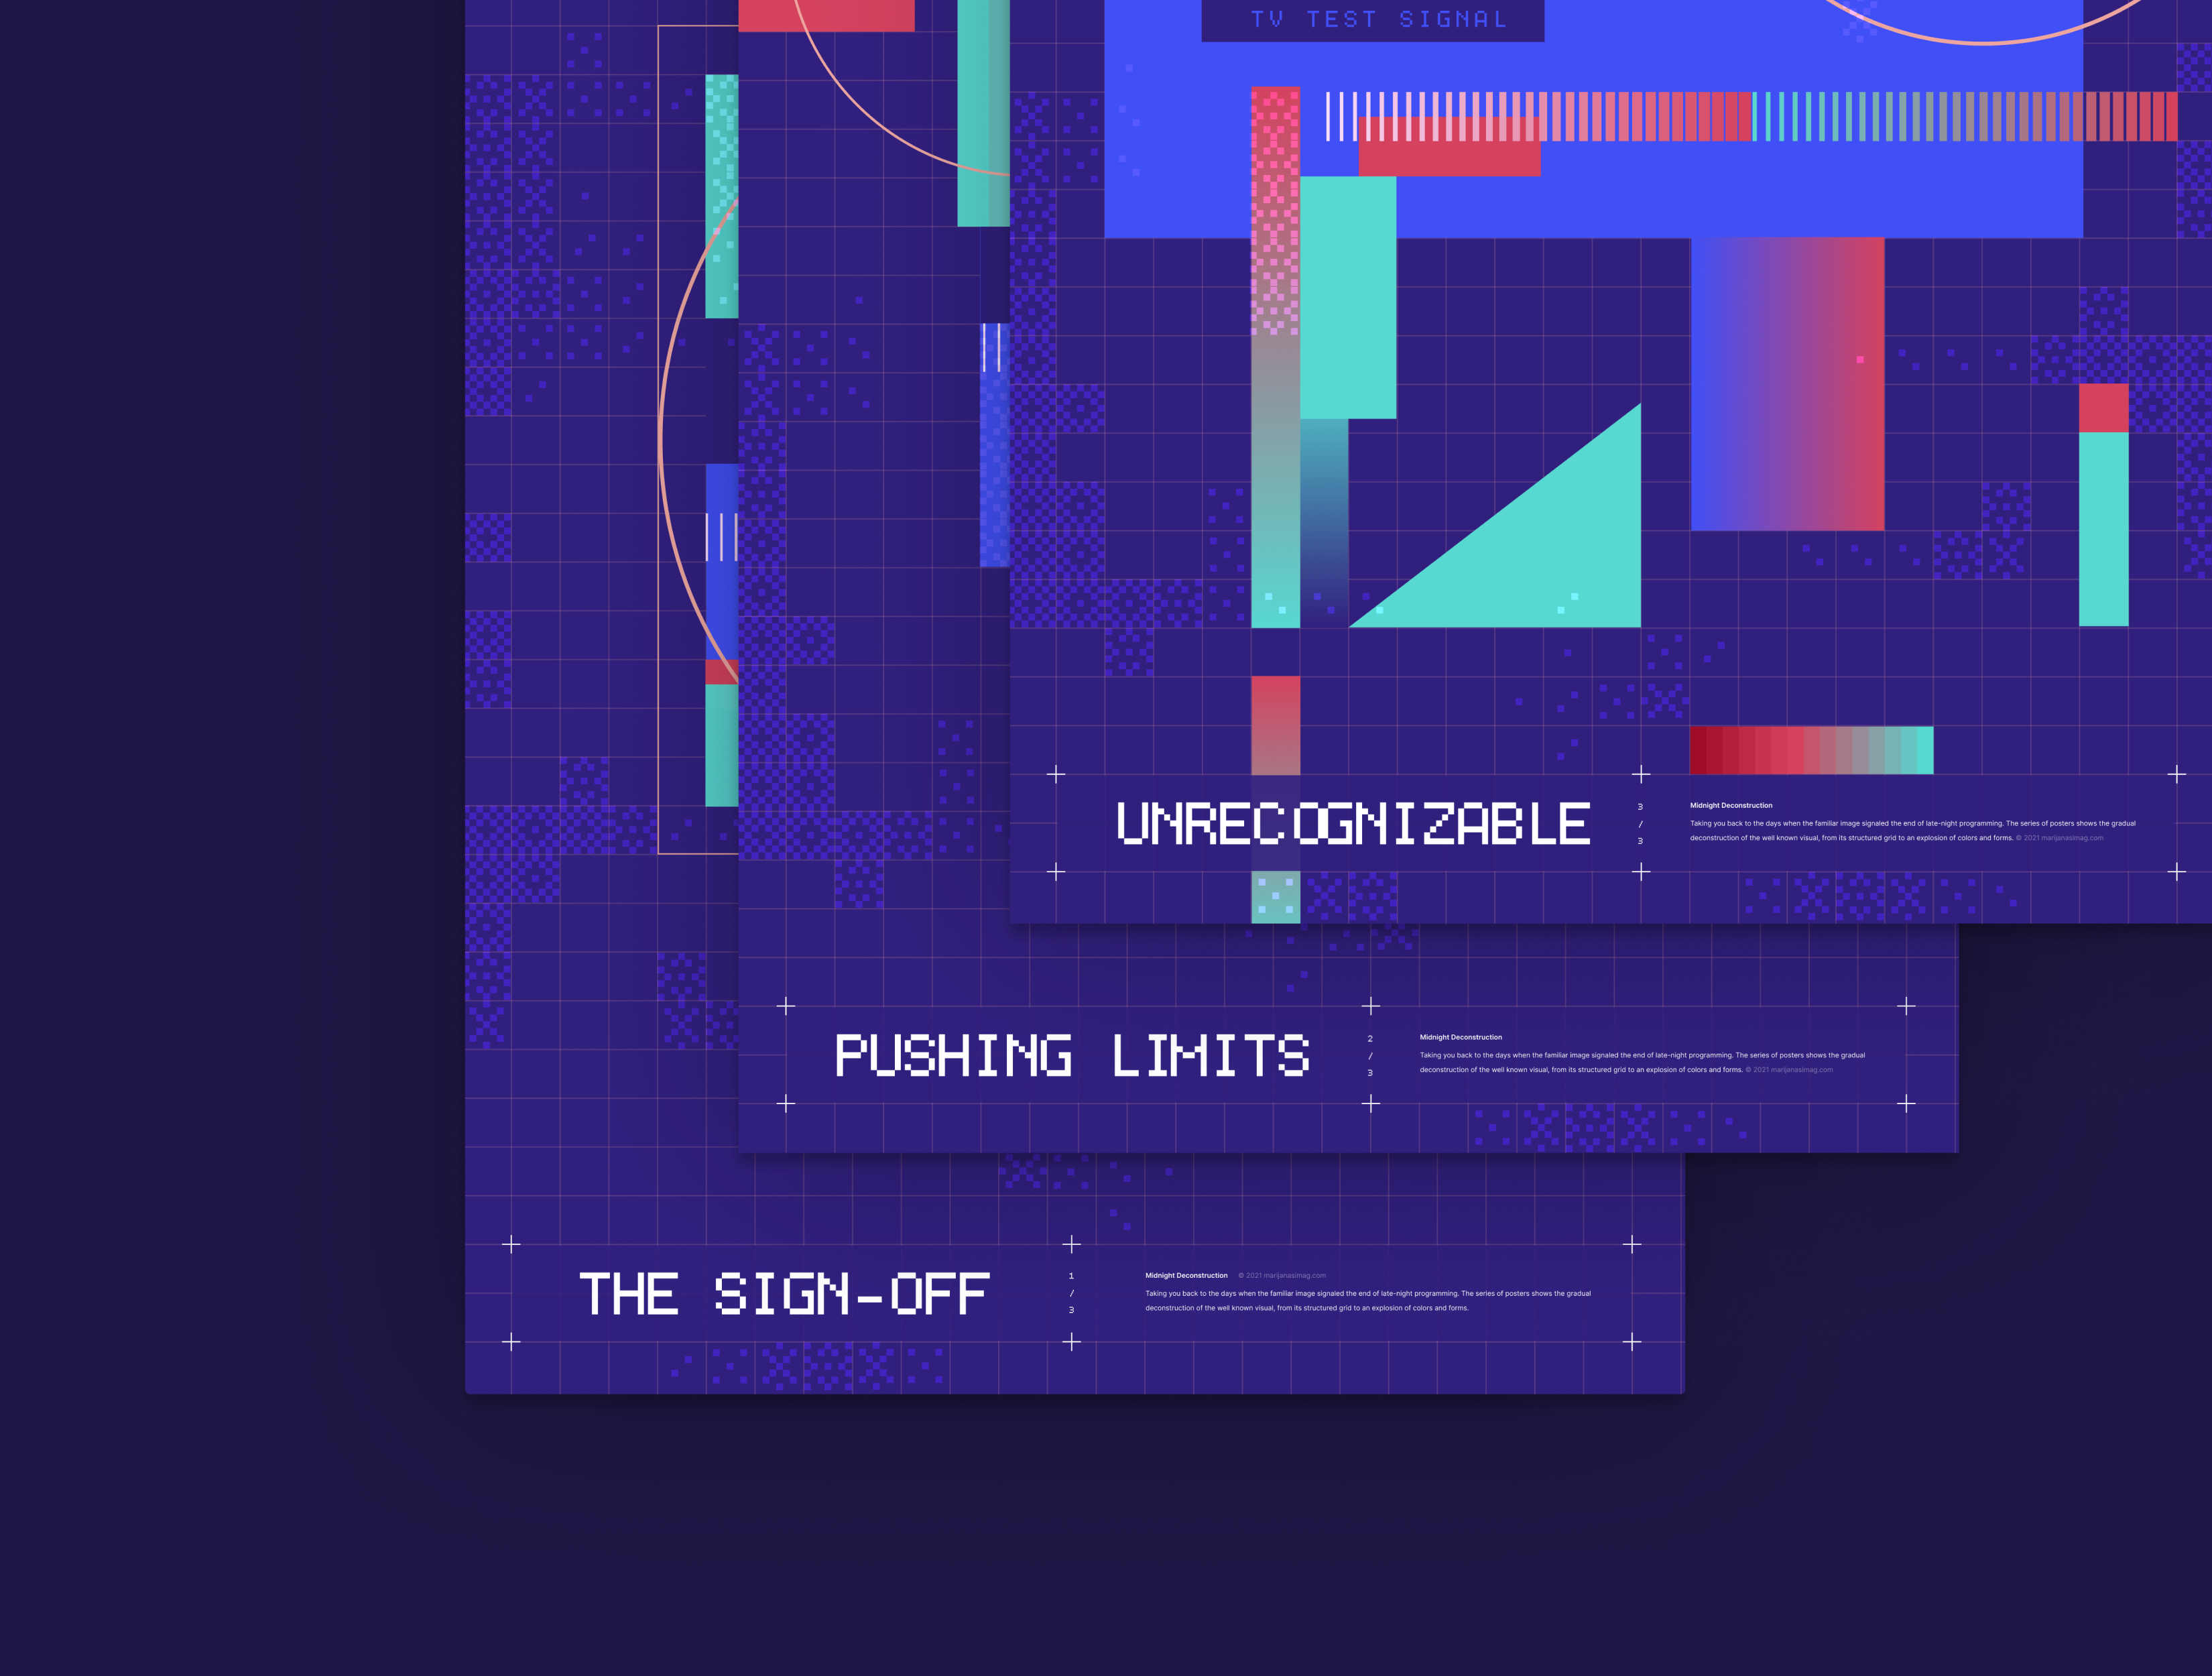 TV TEST SIGNAL
UNRECOGNIZABLE
3
/
3
Midnight Deconstruction
Taking you back to the days when the familiar image signaled the end of late-night programming. The series of posters shows the gradual
deconstruction of the well known visual, from its structured grid to an explosion of colors and forms. © 2021 marijanasimag.com
PUSHING LIMITS
2
/
3
Midnight Deconstruction
Taking you back to the days when the familiar image signaled the end of late-night programming. The series of posters shows the gradual
deconstruction of the well known visual, from its structured grid to an explosion of colors and forms. © 2021 marijanasimag.com
THE SIGN-OFF
1
/
3
Midnight Deconstruction © 2021 marijanasimag.com
Taking you back to the days when the familiar image signaled the end of late-night programming. The series of posters shows the gradual
deconstruction of the well known visual, from its structured grid to an explosion of colors and forms.